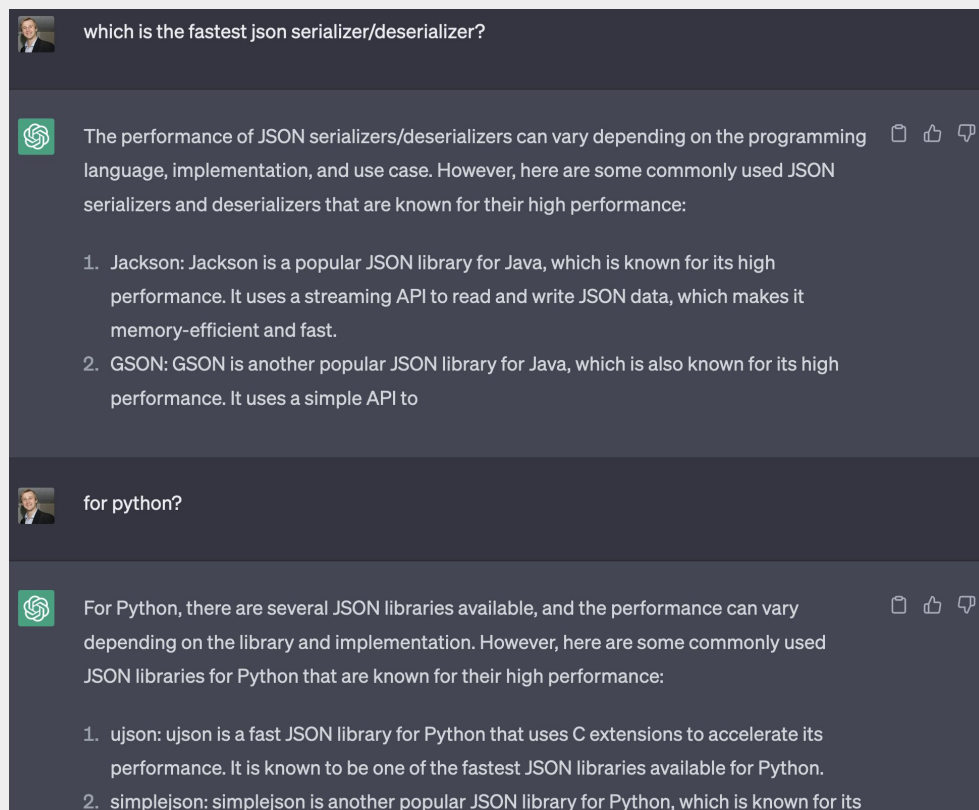 which is the fastest json serializer/deserializer?
The performance of JSON serializers/deserializers can vary depending on the programming
language, implementation, and use case. However, here are some commonly used JSON
serializers and deserializers that are known for their high performance:
1. Jackson: Jackson is a popular JSON library for Java, which is known for its high
performance. It uses a streaming API to read and write JSON data, which makes it
memory-efficient and fast.
2. GSON: GSON is another popular JSON library for Java, which is also known for its high
performance. It uses a simple API to
for python?
For Python, there are several JSON libraries available, and the performance can vary
depending on the library and implementation. However, here are some commonly used
JSON libraries for Python that are known for their high performance:
1. ujson: ujson is a fast JSON library for Python that uses C extensions to accelerate its
performance. It is known to be one of the fastest JSON libraries available for Python.
2. simplejson: simplejson is another popular JSON library for Python, which is known for its